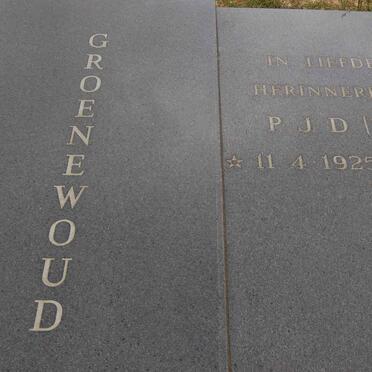 GROENEWOUD
IN LIEFDE
P J D
☆ 11 4 1925